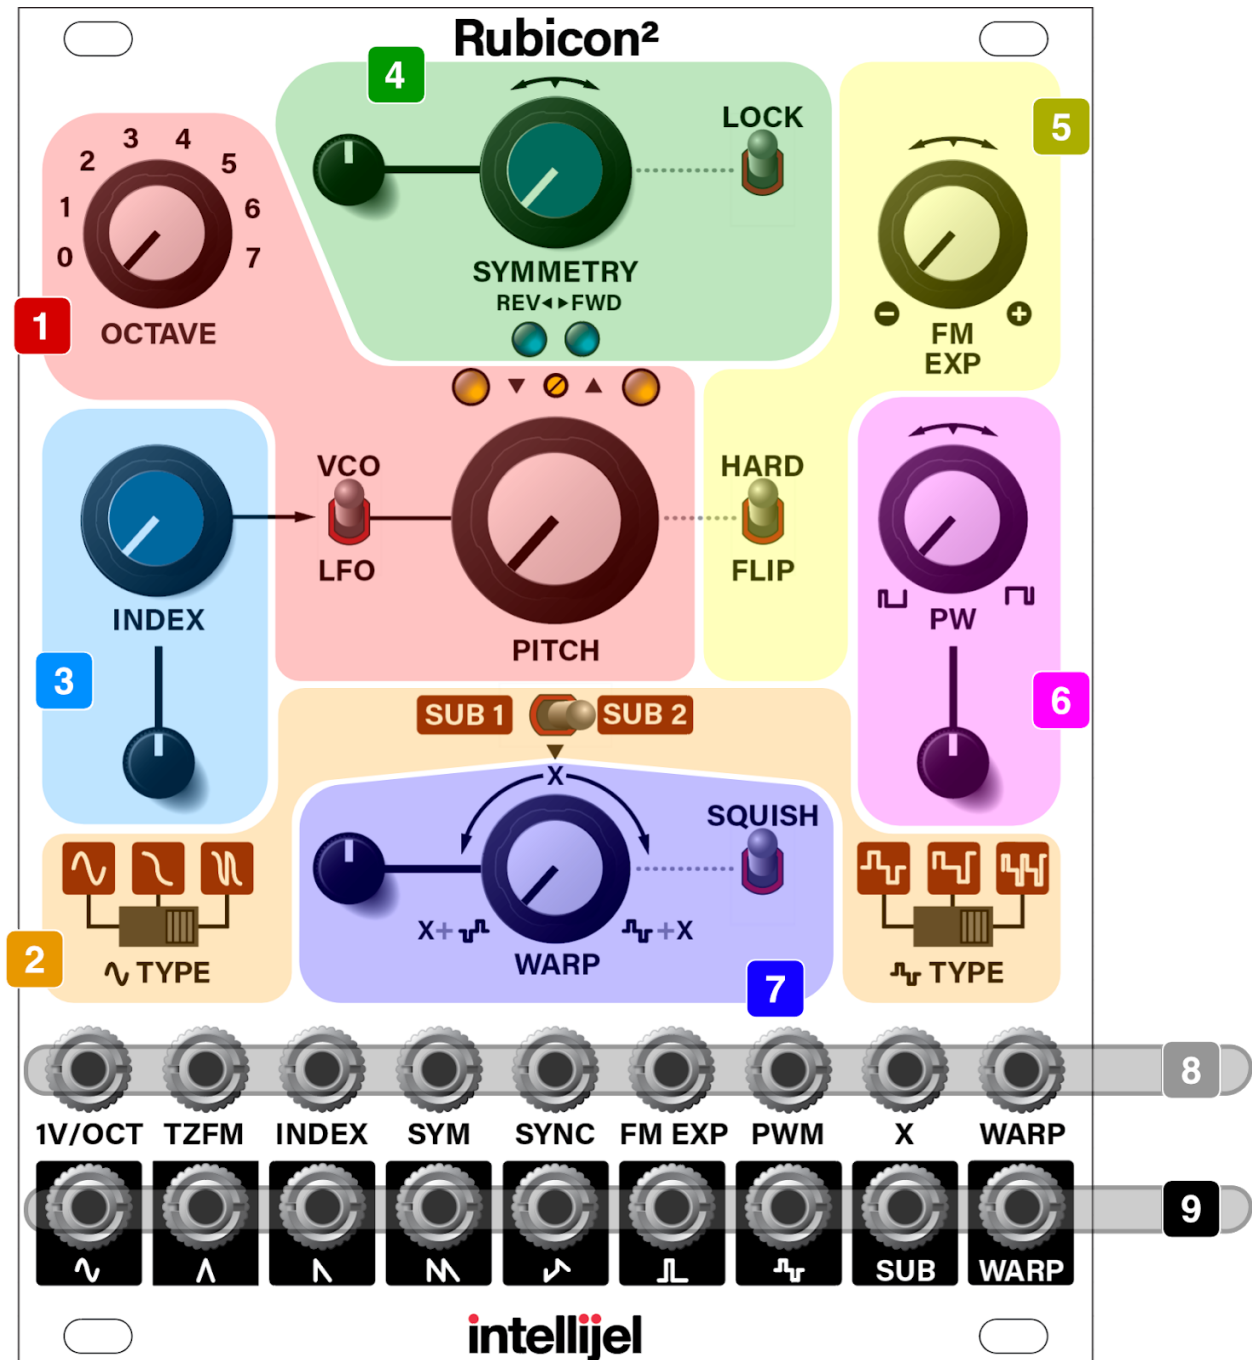 Rubicon²
4
LOCK
5
3 4
2 5
1 6
0 7
SYMMETRY
REV FWD
1
OCTAVE
− +
FM
EXP
VCO
HARD
LFO
FLIP
INDEX
PW
PITCH
3
6
SUB 1 SUB 2
X
SQUISH
X+ +X
WARP
2
TYPE
TYPE
7
8
1V/OCT TZFM INDEX SYM SYNC FM EXP PWM X WARP
9
SUB WARP
intellijel